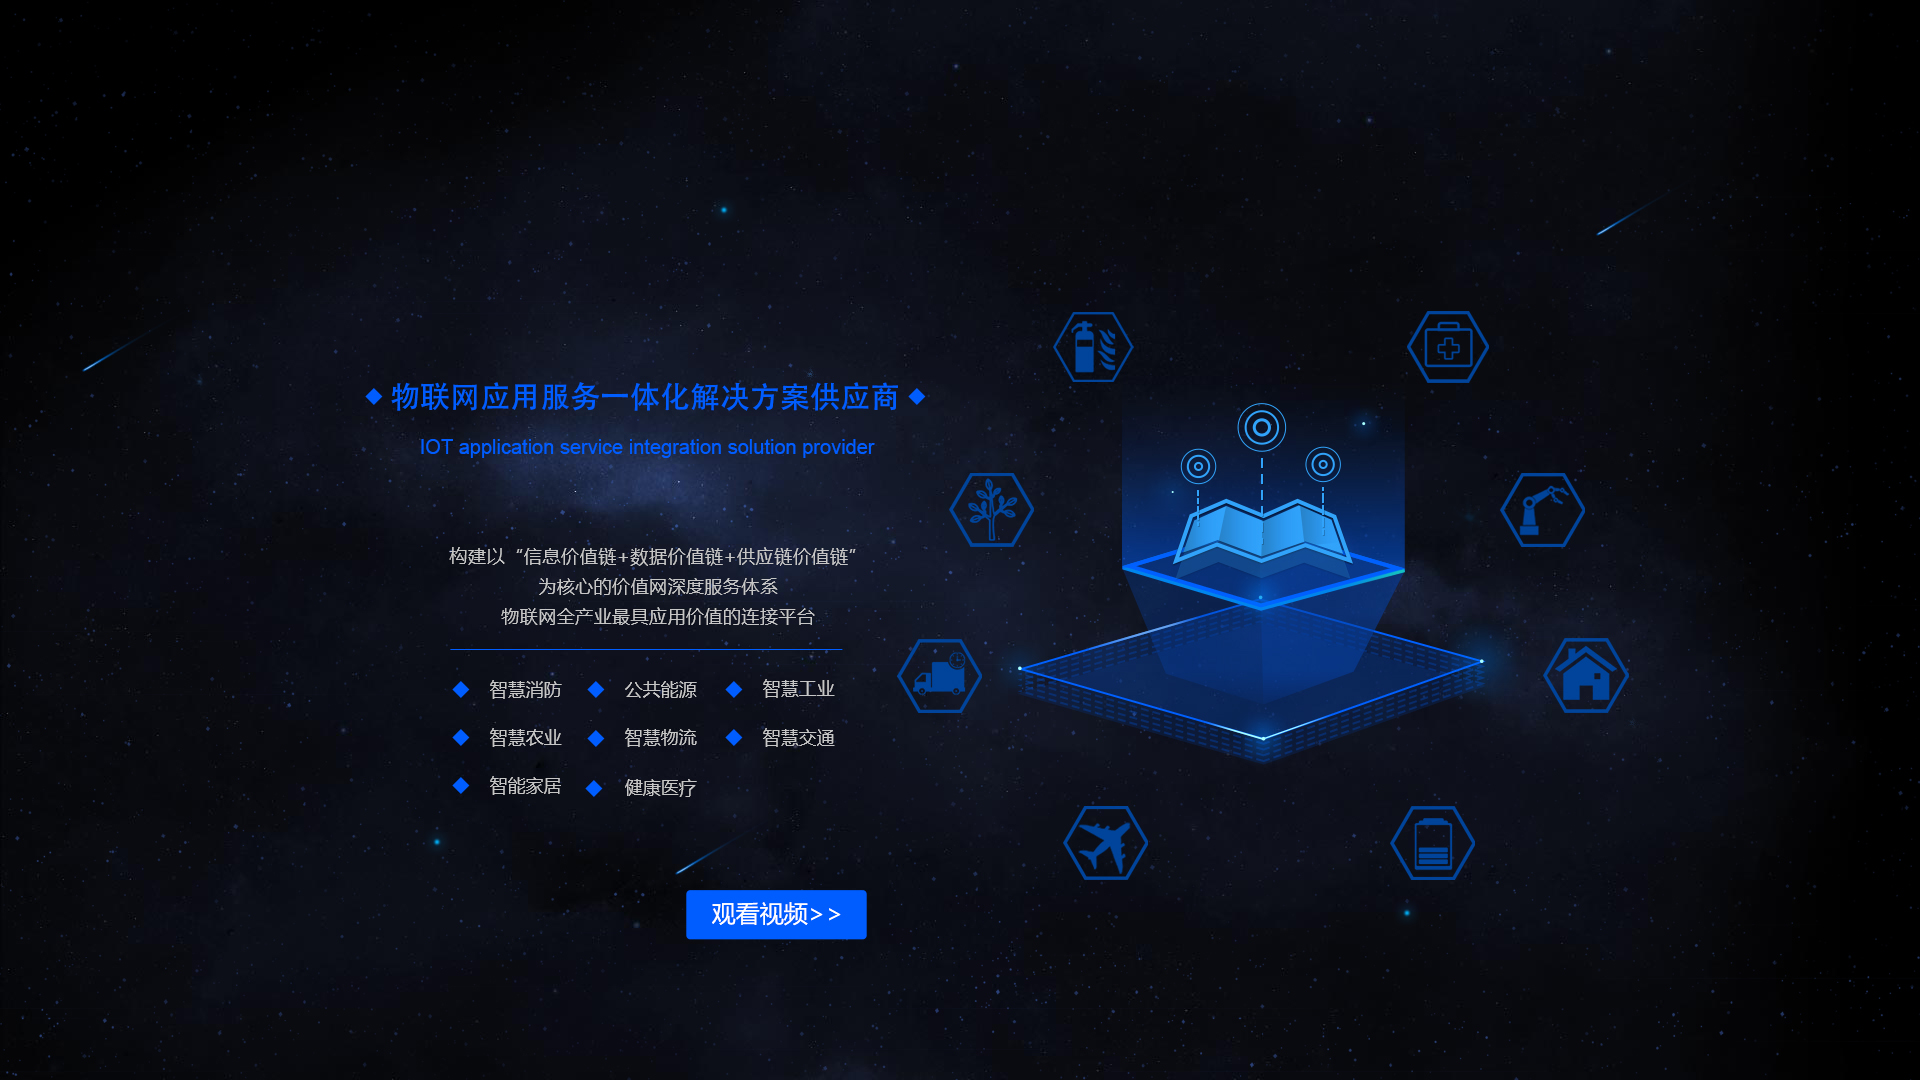 物联网应用服务一体化解决方案供应商
IOT application service integration solution provider
构建以“信息价值链+数据价值链+供应链价值链”
为核心的价值网深度服务体系
物联网全产业最具应用价值的连接平台
智慧消防 公共能源 智慧工业
智慧农业 智慧物流 智慧交通
智能家居 健康医疗
观看视频>>